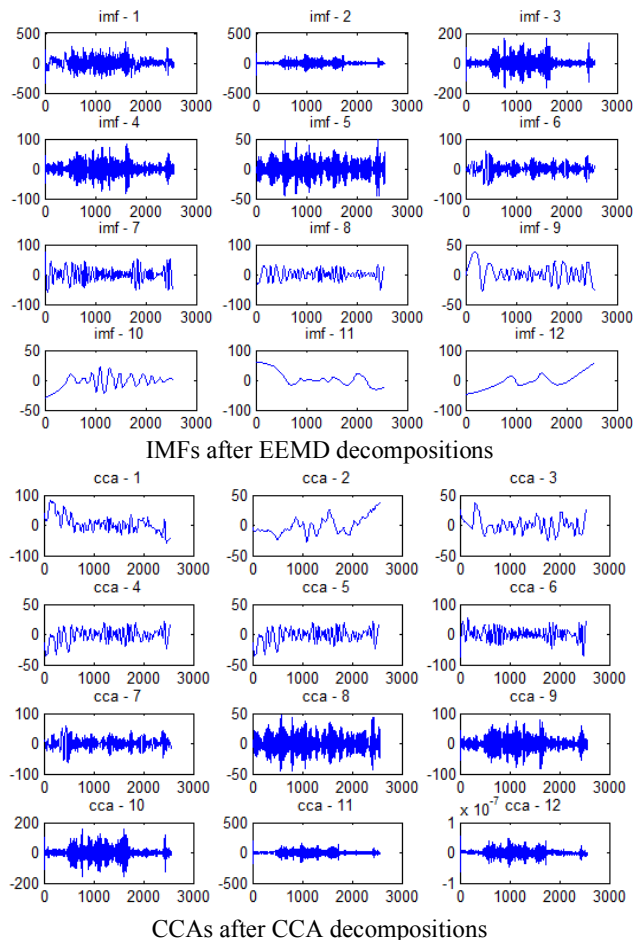 imf - 1 imf - 2 imf - 3
500 500 200
0 0 0
-500 -500 -200
0 1000 2000 3000 0 1000 2000 3000 0 1000 2000 3000
imf - 4 imf - 5 imf - 6
100 50 100
0 0 0
-100 -50 -100
0 1000 2000 3000 0 1000 2000 3000 0 1000 2000 3000
imf - 7 imf - 8 imf - 9
100 100 50
0 0 0
-100 -100 -50
0 1000 2000 3000 0 1000 2000 3000 0 1000 2000 3000
imf - 10 imf - 11 imf - 12
50 100 100
0 0 0
-50 -100 -100
0 1000 2000 3000 0 1000 2000 3000 0 1000 2000 3000
IMFs after EEMD decompositions
cca - 1 cca - 2 cca - 3
100 50 50
0 0 0
-100 -50 -50
0 1000 2000 3000 0 1000 2000 3000 0 1000 2000 3000
cca - 4 cca - 5 cca - 6
50 50 100
0 0 0
-50 -50 -100
0 1000 2000 3000 0 1000 2000 3000 0 1000 2000 3000
cca - 7 cca - 8 cca - 9
100 50 100
0 0 0
-100 50 -100
0 1000 2000 3000 0 1000 2000 3000 0 1000 2000 3000
cca - 10 cca - 11 x 10^-7 cca - 12
200 500 1
0 0 0
-200 -500 -1
0 1000 2000 3000 0 1000 2000 3000 0 1000 2000 3000
CCAs after CCA decompositions